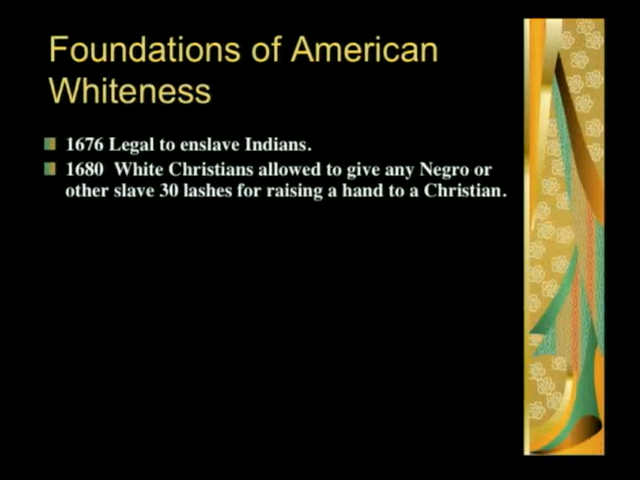 Foundations of American
Whiteness
1676 Legal to enslave Indians.
1680 White Christians allowed to give any Negro or
other slave 30 lashes for raising a hand to a Christian.